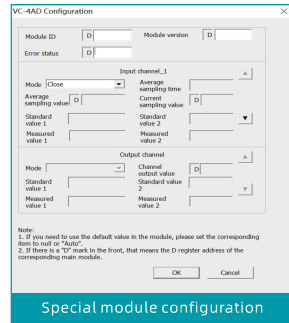 VC-4AD Configuration
Module ID D Module version D
Error status D
Input channel_1
Mode Close Average sampling time
Average sampling value D Current sampling value D
Standard value 1 Standard value 2
Measured value 1 Measured value 2
Output channel
Mode Channel output value D
Standard value 1 Standard value 2
Measured value 1 Measured value 2
Note:
1. If you need to use the default value in the module, please set the corresponding
item to null or "Auto".
2. If there is a "D" mark in the front, that means the D register address of the
corresponding main module.
OK Cancel
Special module configuration